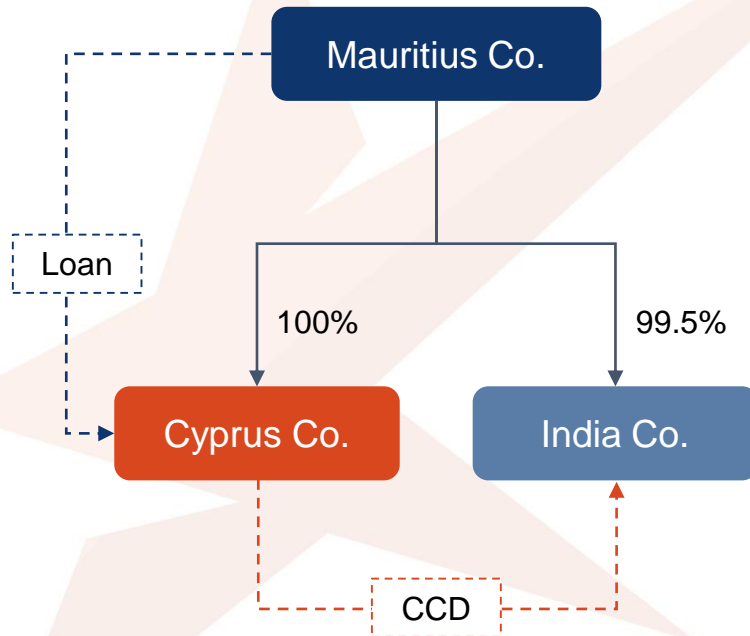 Mauritius Co.
Loan
100%
99.5%
Cyprus Co.
India Co.
CCD